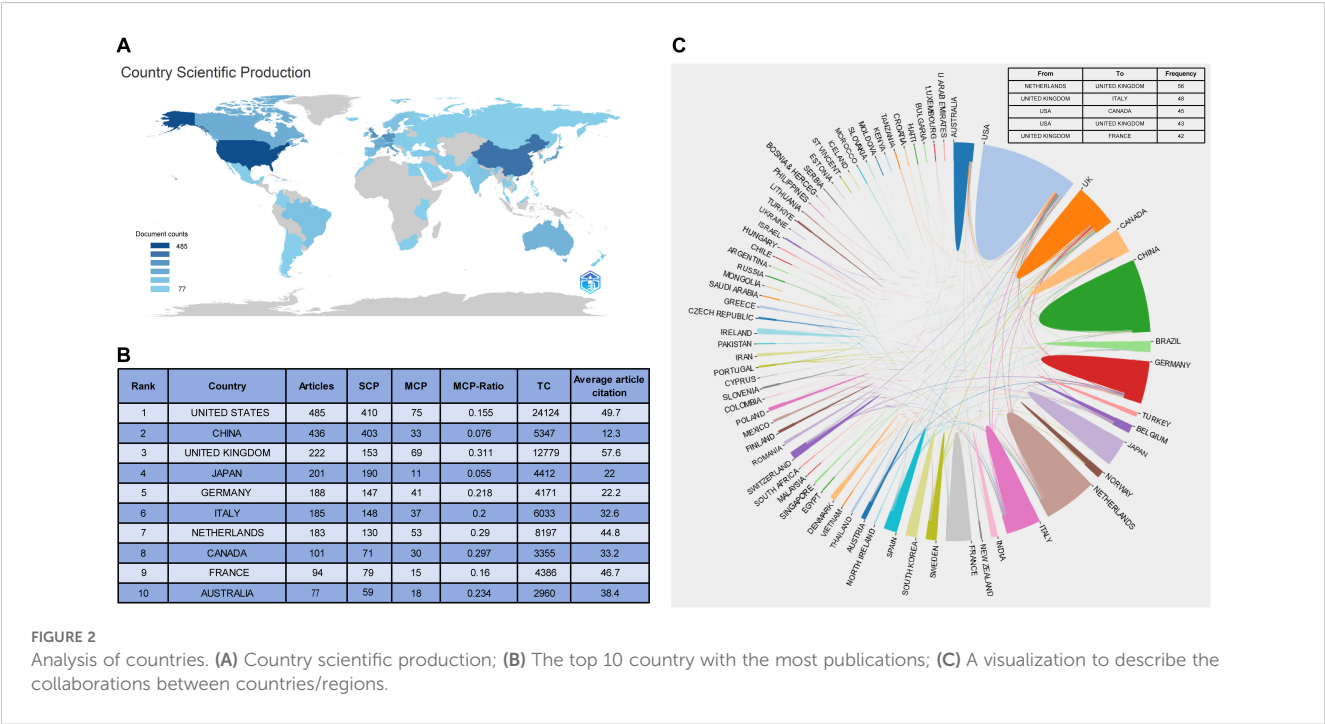 A
Country Scientific Production
Document counts
485
77
B
Rank Country Articles SCP MCP MCP-Ratio TC Average article citation
1 UNITED STATES 485 410 75 0.155 24124 49.7
2 CHINA 436 403 33 0.076 5347 12.3
3 UNITED KINGDOM 222 153 69 0.311 12779 57.6
4 JAPAN 201 190 11 0.055 4412 22
5 GERMANY 188 147 41 0.218 4171 22.2
6 ITALY 185 148 37 0.2 6033 32.6
7 NETHERLANDS 183 130 53 0.29 8197 44.8
8 CANADA 101 71 30 0.297 3355 33.2
9 FRANCE 94 79 15 0.16 4386 46.7
10 AUSTRALIA 77 59 18 0.234 2960 38.4
C
From To Frequency
NETHERLANDS UNITED KINGDOM 56
UNITED KINGDOM ITALY 48
USA CANADA 45
USA UNITED KINGDOM 43
UNITED KINGDOM FRANCE 42
AUSTRALIA
USA
UK
CANADA
CHINA
BRAZIL
GERMANY
TURKEY
BELGIUM
JAPAN
NORWAY
NETHERLANDS
ITALY
INDIA
NEW ZEALAND
FRANCE
SWEDEN
SOUTH KOREA
SPAIN
NORTH IRELAND
AUSTRIA
THAILAND
VIETNAM
DENMARK
EGYPT
SINGAPORE
MALAYSIA
SOUTH AFRICA
SWITZERLAND
ROMANIA
FINLAND
MEXICO
POLAND
COLOMBIA
SLOVENIA
CYPRUS
PORTUGAL
IRAN
PAKISTAN
IRELAND
CZECH REPUBLIC
GREECE
SAUDI ARABIA
MONGOLIA
RUSSIA
ARGENTINA
CHILE
HUNGARY
ISRAEL
UKRAINE
TURKIYE
LITHUANIA
PHILIPPINES
BOSNIA & HERCEG
SERBIA
ESTONIA
ST VINCENT
ICELAND
MOROCCO
SLOVAKIA
MOLDOVA
KENYA
TANZANIA
CROATIA
HAITI
BULGARIA
LUXEMBOURG
U ARAB EMIRATES
FIGURE 2
Analysis of countries. (A) Country scientific production; (B) The top 10 country with the most publications; (C) A visualization to describe the
collaborations between countries/regions.